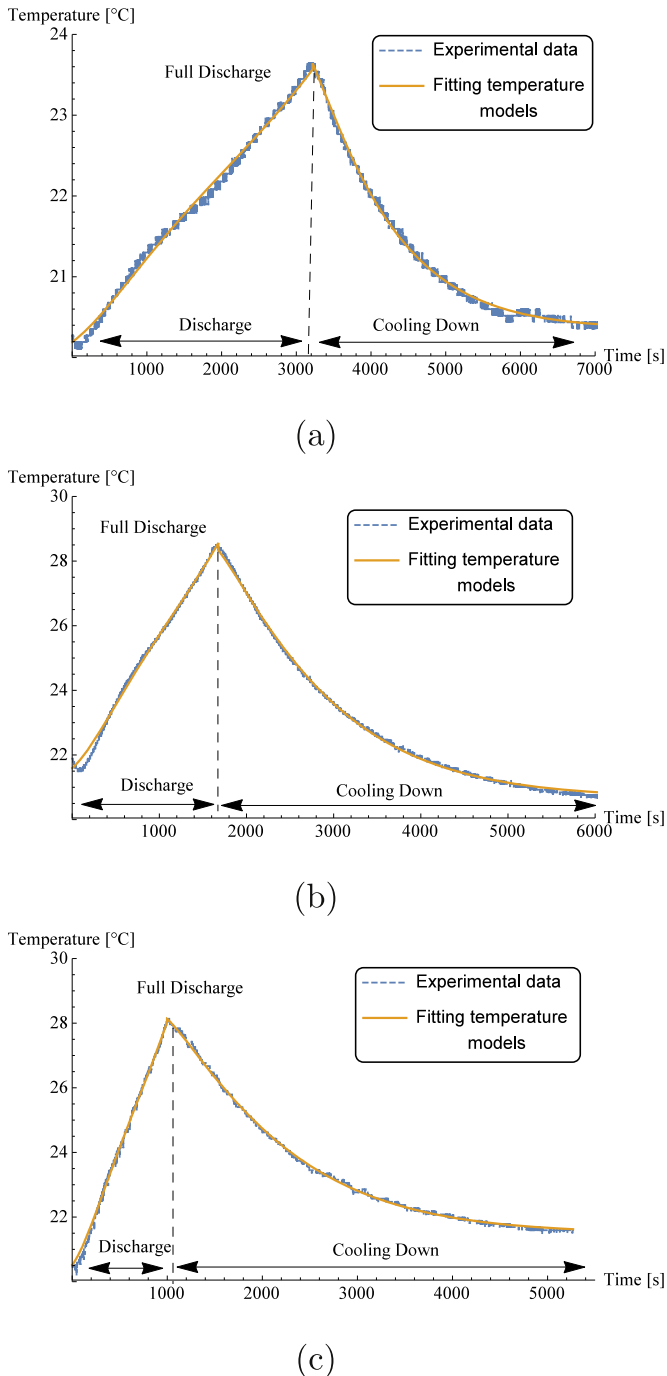 Temperature [°C]
24
Full Discharge
Experimental data
Fitting temperature
models
23
22
21
Discharge
Cooling Down
Time [s]
1000 2000 3000 4000 5000 6000 7000
(a)
Temperature [°C]
30
Full Discharge
Experimental data
Fitting temperature
models
28
26
24
22
Discharge
Cooling Down
Time [s]
1000 2000 3000 4000 5000 6000
(b)
Temperature [°C]
30
Full Discharge
Experimental data
Fitting temperature
models
28
26
24
22
Discharge
Cooling Down
Time [s]
1000 2000 3000 4000 5000
(c)